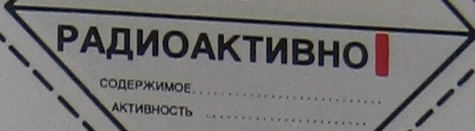 РАДИОАКТИВНО
СОДЕРЖИМОЕ....................
АКТИВНОСТЬ....................